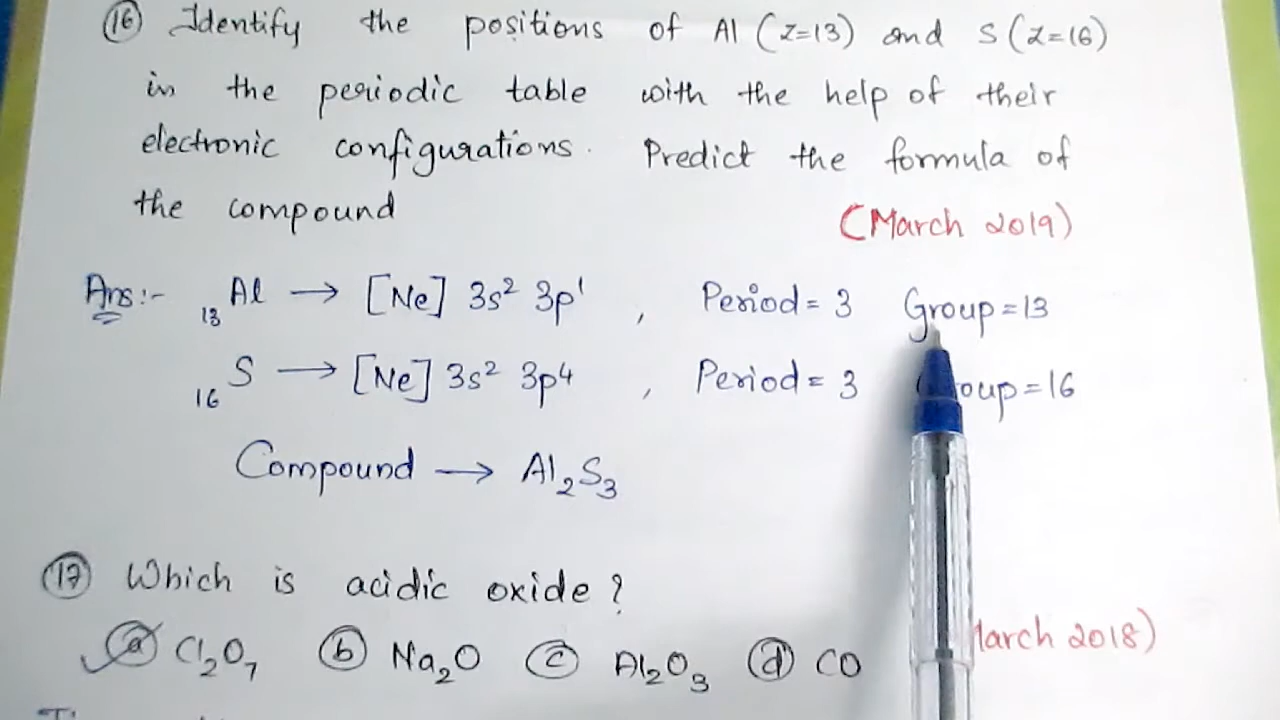 16 Identify the positions of Al (Z=13) and S (Z=16)
in the periodic table with the help of their
electronic configurations. Predict the formula of
the compound (March 2019)
Ans:- ₁₃Al → [Ne] 3s² 3p¹ , Period = 3 Group = 13
₁₆S → [Ne] 3s² 3p⁴ , Period = 3 Group = 16
Compound → Al₂S₃
17 Which is acidic oxide ?
a Cl₂O₇ b Na₂O c Al₂O₃ d CO March 2018)